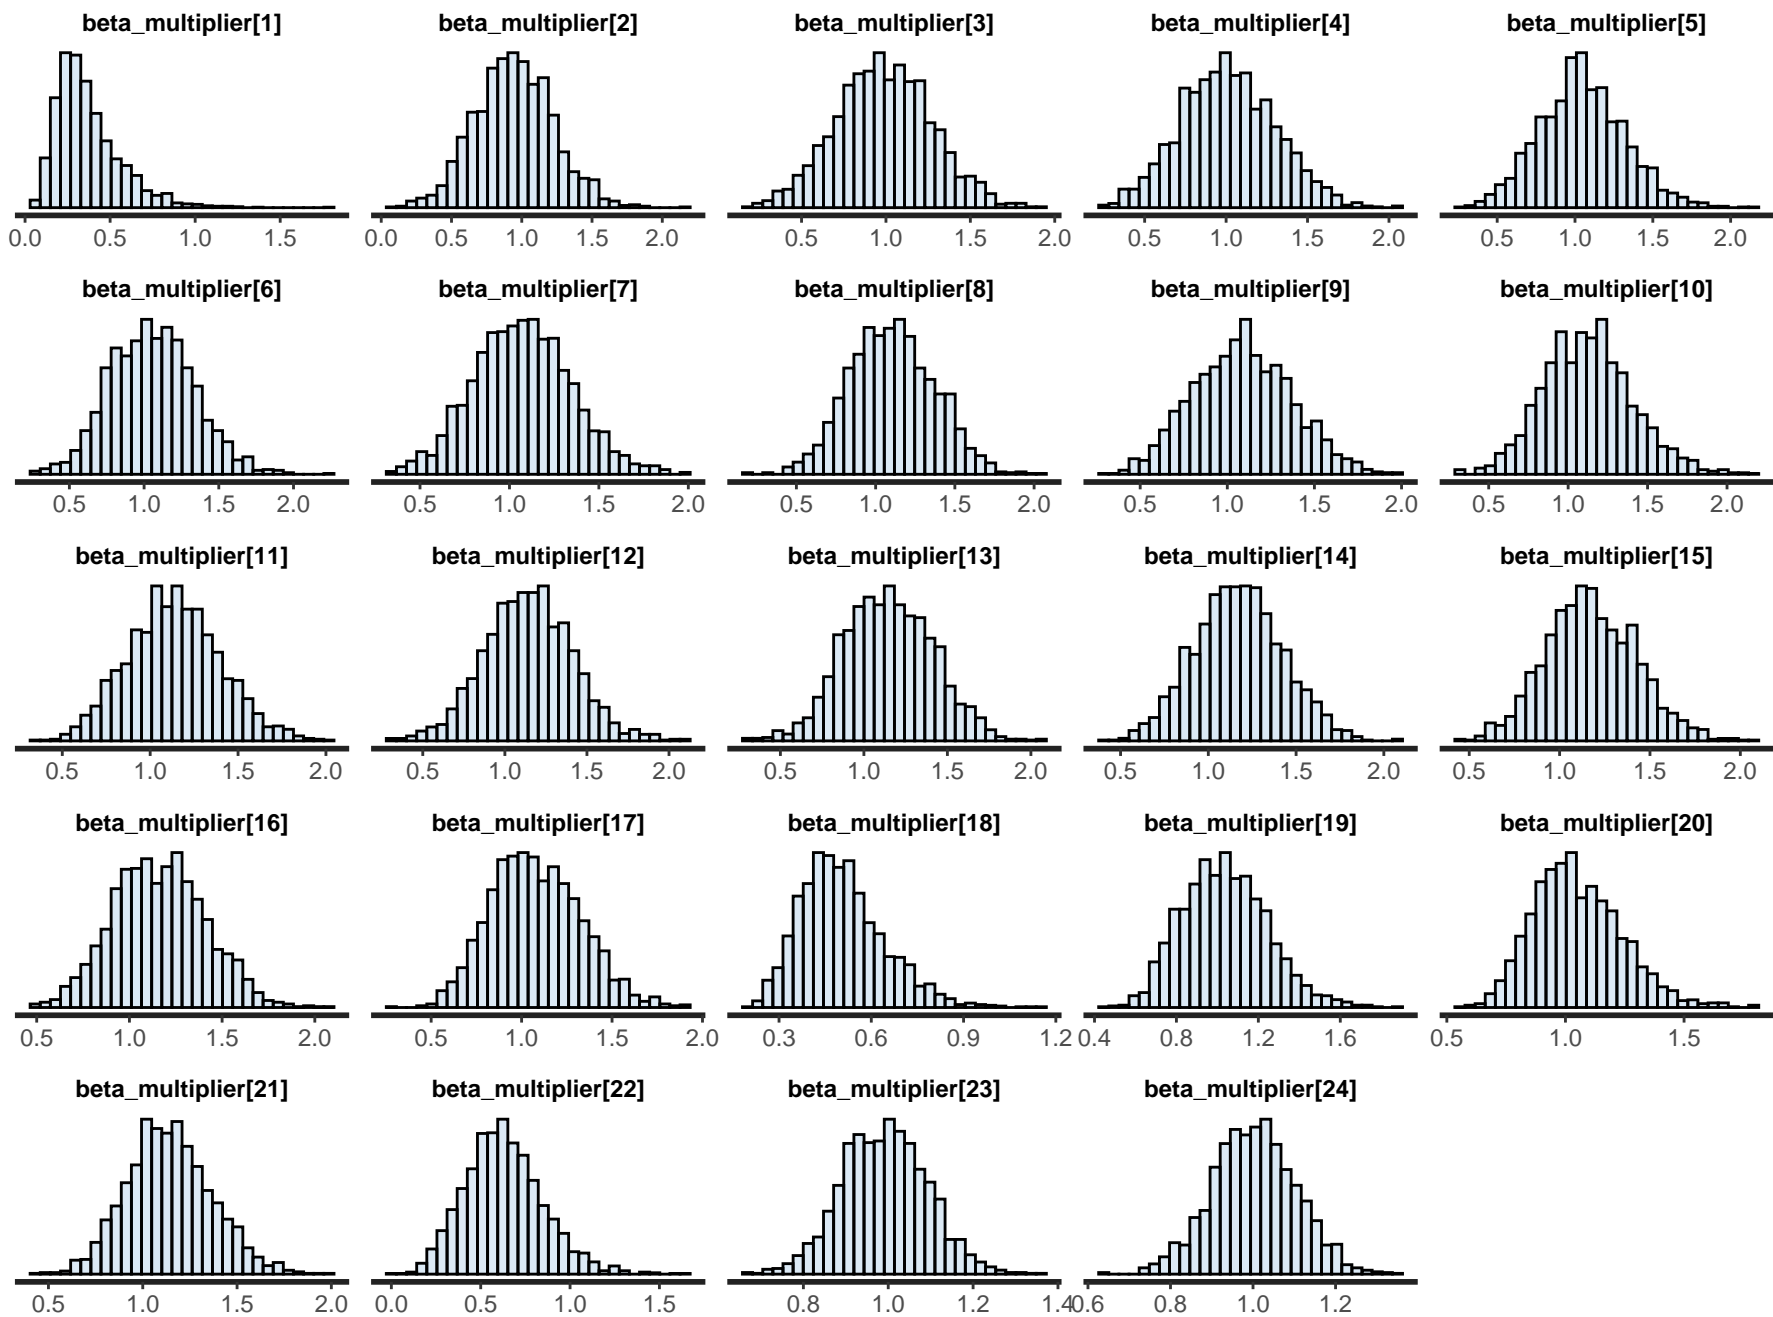 beta_multiplier[1] beta_multiplier[2] beta_multiplier[3] beta_multiplier[4] beta_multiplier[5]
0.0 0.5 1.0 1.5 0.0 0.5 1.0 1.5 2.0 0.5 1.0 1.5 2.0 0.5 1.0 1.5 2.0 0.5 1.0 1.5 2.0
beta_multiplier[6] beta_multiplier[7] beta_multiplier[8] beta_multiplier[9] beta_multiplier[10]
0.5 1.0 1.5 2.0 0.5 1.0 1.5 2.0 0.5 1.0 1.5 2.0 0.5 1.0 1.5 2.0 0.5 1.0 1.5 2.0
beta_multiplier[11] beta_multiplier[12] beta_multiplier[13] beta_multiplier[14] beta_multiplier[15]
0.5 1.0 1.5 2.0 0.5 1.0 1.5 2.0 0.5 1.0 1.5 2.0 0.5 1.0 1.5 2.0 0.5 1.0 1.5 2.0
beta_multiplier[16] beta_multiplier[17] beta_multiplier[18] beta_multiplier[19] beta_multiplier[20]
0.5 1.0 1.5 2.0 0.5 1.0 1.5 2.0 0.3 0.6 0.9 1.2 0.4 0.8 1.2 1.6 0.5 1.0 1.5
beta_multiplier[21] beta_multiplier[22] beta_multiplier[23] beta_multiplier[24]
0.5 1.0 1.5 2.0 0.0 0.5 1.0 1.5 0.8 1.0 1.2 1.4 0.6 0.8 1.0 1.2